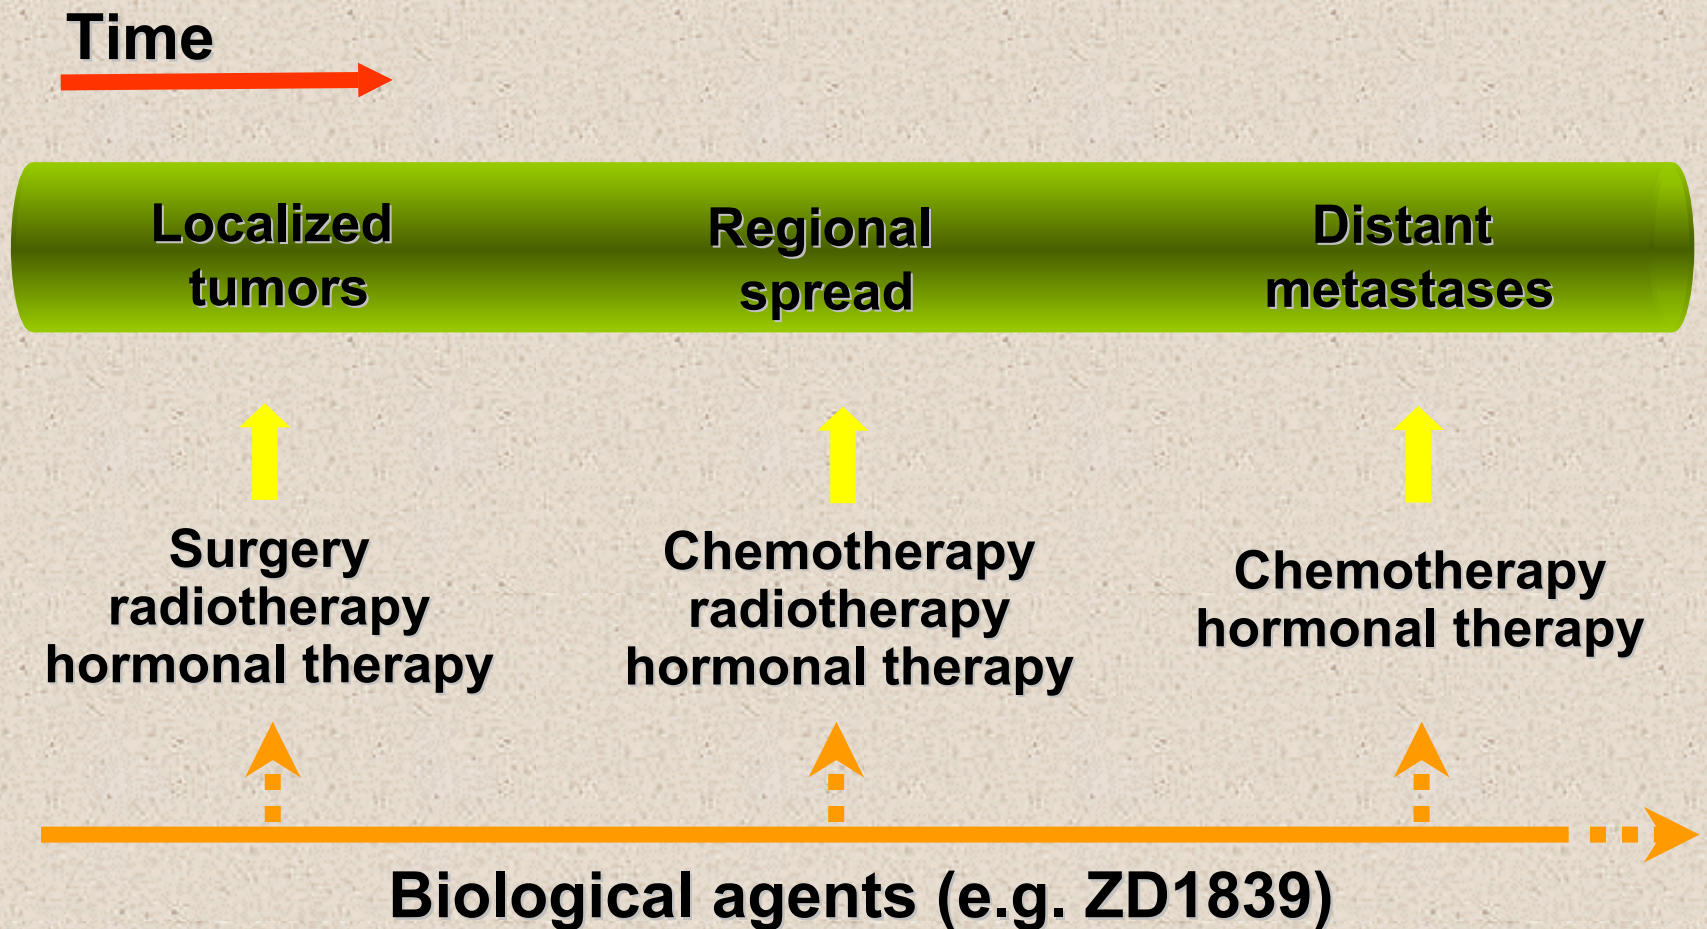 Time
Localized
tumors
Regional
spread
Distant
metastases
Surgery
radiotherapy
hormonal therapy
Chemotherapy
radiotherapy
hormonal therapy
Chemotherapy
hormonal therapy
Biological agents (e.g. ZD1839)